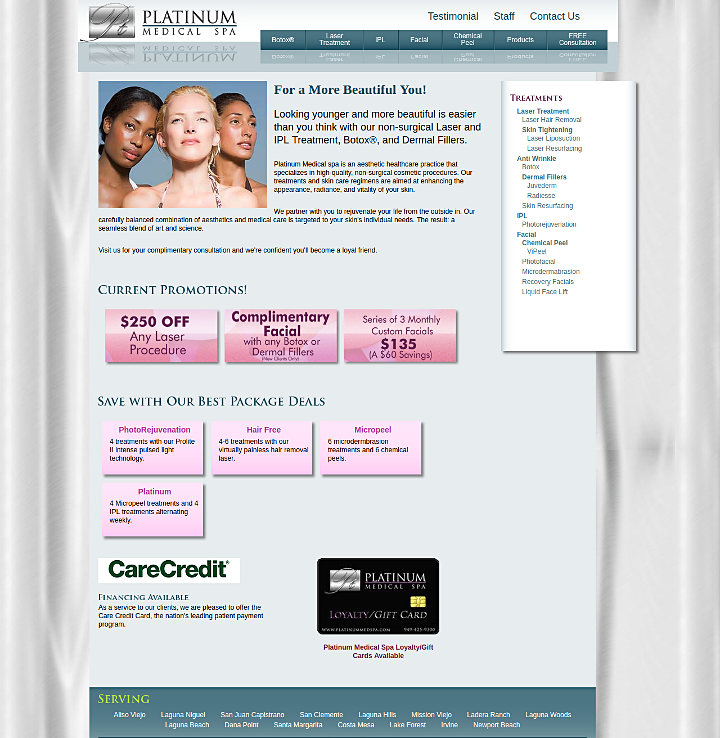 PLATINUM
MEDICAL SPA
Testimonial Staff Contact Us
Botox® Laser Treatment IPL Facial Chemical Peel Products FREE Consultation
For a More Beautiful You!
Looking younger and more beautiful is easier
than you think with our non-surgical Laser and
IPL Treatment, Botox®, and Dermal Fillers.
Platinum Medical spa is an aesthetic healthcare practice that
specializes in high-quality, non-surgical cosmetic procedures. Our
treatments and skin care regimens are aimed at enhancing the
appearance, radiance, and vitality of your skin.
We partner with you to rejuvenate your life from the outside in. Our
carefully balanced combination of aesthetics and medical care is targeted to your skin's individual needs. The result: a
seamless blend of art and science.
Visit us for your complimentary consultation and we're confident you'll become a loyal friend.
Treatments
Laser Treatment
Laser Hair Removal
Skin Tightening
Laser Liposuction
Laser Resurfacing
Anti Wrinkle
Botox
Dermal Fillers
Juvederm
Radiesse
Skin Resurfacing
IPL
Photorejuvenation
Facial
Chemical Peel
ViPeel
Photofacial
Microdermabrasion
Recovery Facials
Liquid Face Lift
Current Promotions!
$250 OFF
Any Laser
Procedure
Complimentary
Facial
with any Botox or
Dermal Fillers
(New Clients Only)
Series of 3 Monthly
Custom Facials
$135
(A $60 Savings)
Save with Our Best Package Deals
PhotoRejuvenation
4 treatments with our Prolite
II intense pulsed light
technology.
Hair Free
4-6 treatments with our
virtually painless hair removal
laser.
Micropeel
6 microdermbrasion
treatments and 6 chemical
peels.
Platinum
4 Micropeel treatments and 4
IPL treatments alternating
weekly.
CareCredit®
Financing Available
As a service to our clients, we are pleased to offer the
Care Credit Card, the nation's leading patient payment
program.
PLATINUM
MEDICAL SPA
Loyalty/Gift Card
WWW.PLATINUMMEDSPA.COM
Platinum Medical Spa Loyalty/Gift
Cards Available
Serving
Aliso Viejo Laguna Niguel San Juan Capistrano San Clemente Laguna Hills Mission Viejo Ladera Ranch Laguna Woods
Laguna Beach Dana Point Santa Margarita Costa Mesa Lake Forest Irvine Newport Beach